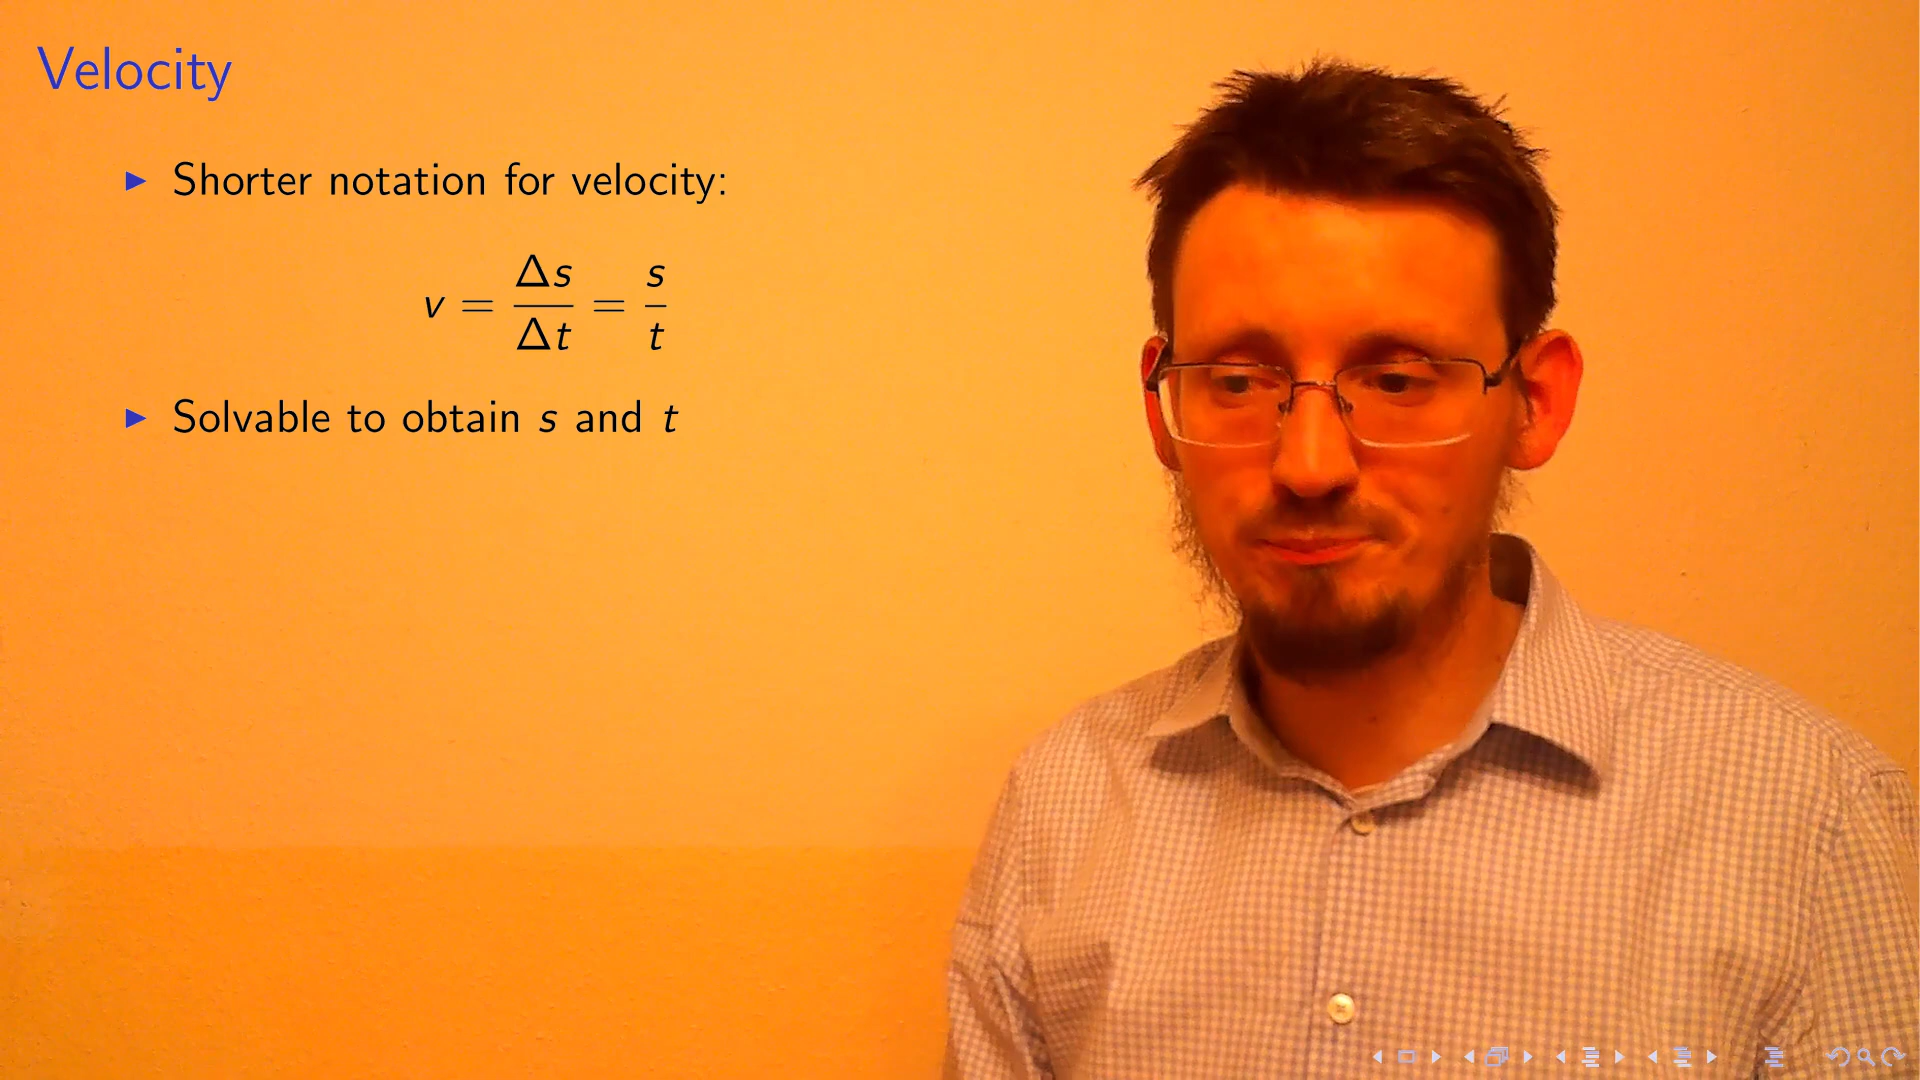 Velocity
▶ Shorter notation for velocity:
v = Δs/Δt = s/t
▶ Solvable to obtain s and t